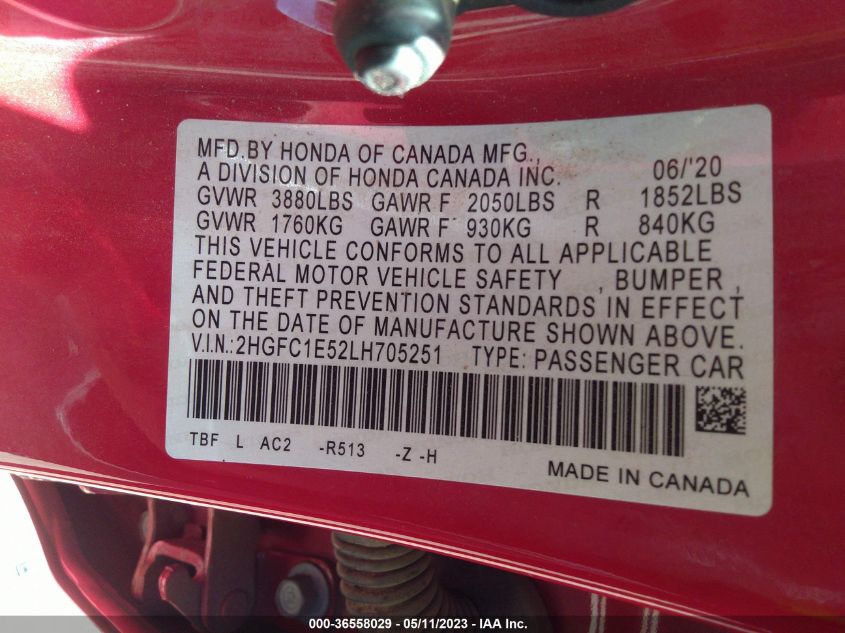 MFD. BY HONDA OF CANADA MFG., 06/'20
A DIVISION OF HONDA CANADA INC.
GVWR 3880LBS GAWR F 2050LBS R 1852LBS
GVWR 1760KG GAWR F 930KG R 840KG
THIS VEHICLE CONFORMS TO ALL APPLICABLE
FEDERAL MOTOR VEHICLE SAFETY , BUMPER ,
AND THEFT PREVENTION STANDARDS IN EFFECT
ON THE DATE OF MANUFACTURE SHOWN ABOVE.
V.I.N.:2HGFC1E52LH705251 TYPE: PASSENGER CAR
TBF L AC2 -R513 -Z -H
MADE IN CANADA
000-36558029 - 05/11/2023 - IAA Inc.